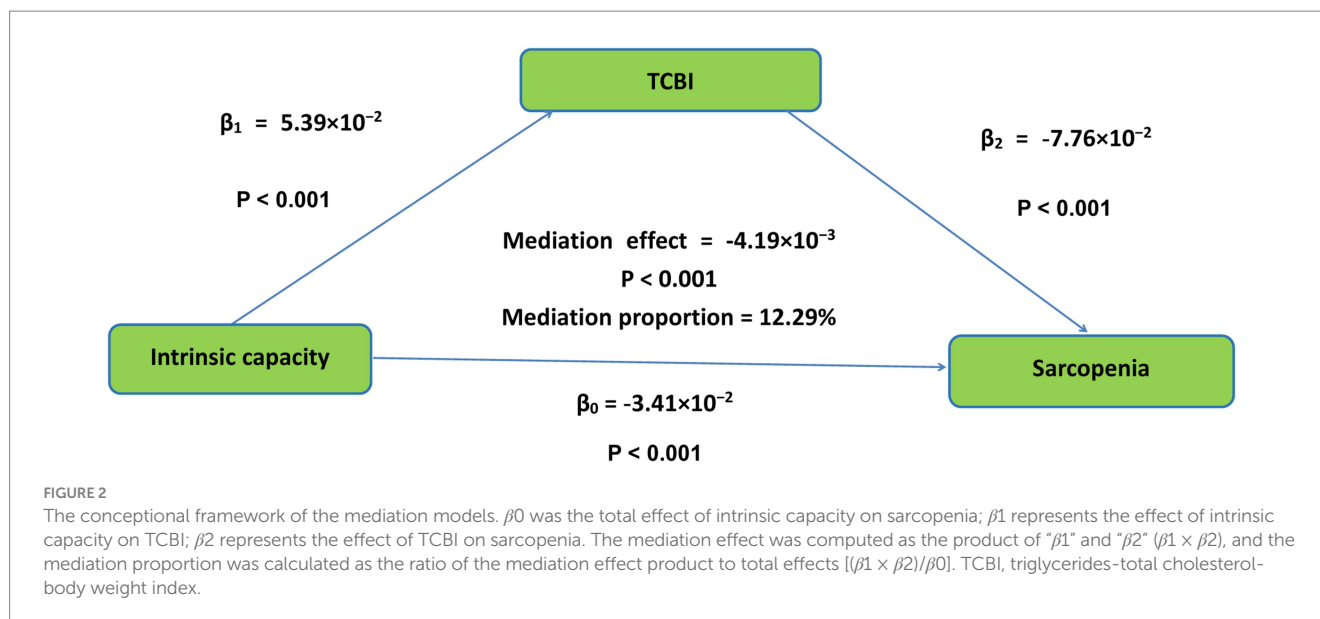 TCBI
β₁ = 5.39×10⁻²
P < 0.001
β₂ = -7.76×10⁻²
P < 0.001
Mediation effect = -4.19×10⁻³
P < 0.001
Mediation proportion = 12.29%
Intrinsic capacity
Sarcopenia
β₀ = -3.41×10⁻²
P < 0.001
FIGURE 2
The conceptual framework of the mediation models. β0 was the total effect of intrinsic capacity on sarcopenia; β1 represents the effect of intrinsic
capacity on TCBI; β2 represents the effect of TCBI on sarcopenia. The mediation effect was computed as the product of “β1” and “β2” (β1 × β2), and the
mediation proportion was calculated as the ratio of the mediation effect product to total effects [(β1 × β2)/β0]. TCBI, triglycerides-total cholesterol-
body weight index.